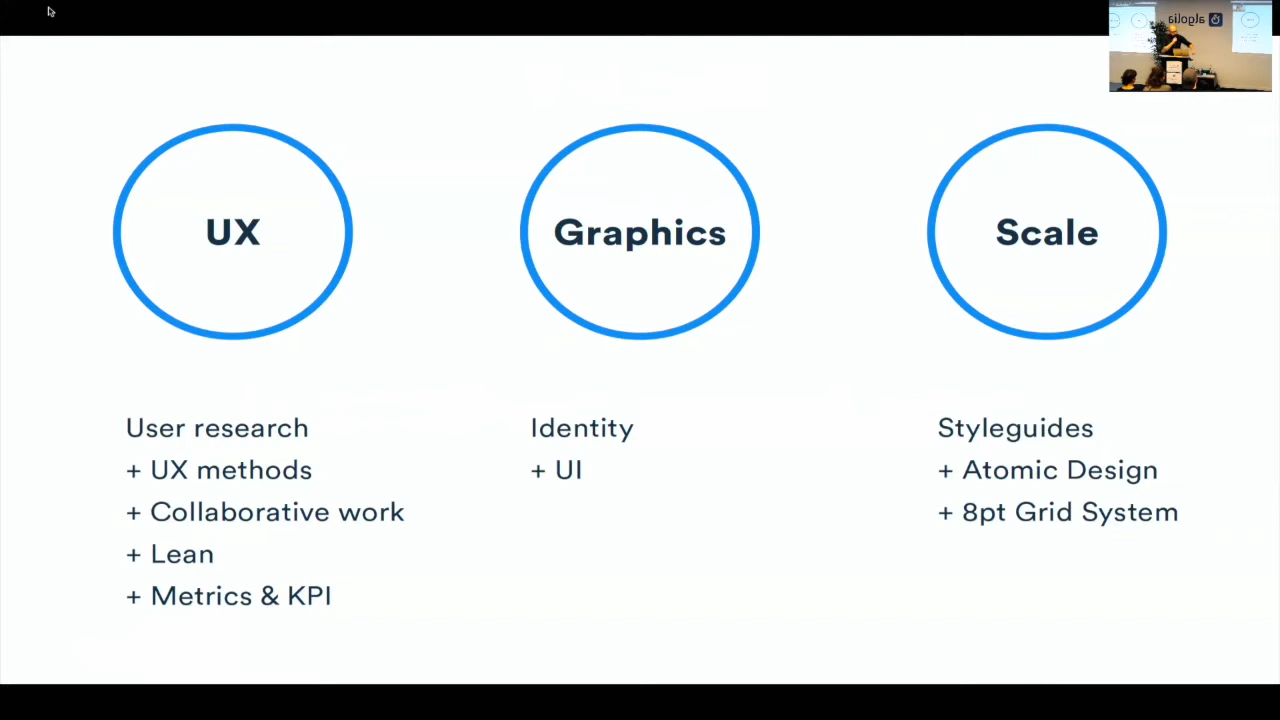 algolia
UX
Graphics
Scale
User research
+ UX methods
+ Collaborative work
+ Lean
+ Metrics & KPI
Identity
+ UI
Styleguides
+ Atomic Design
+ 8pt Grid System